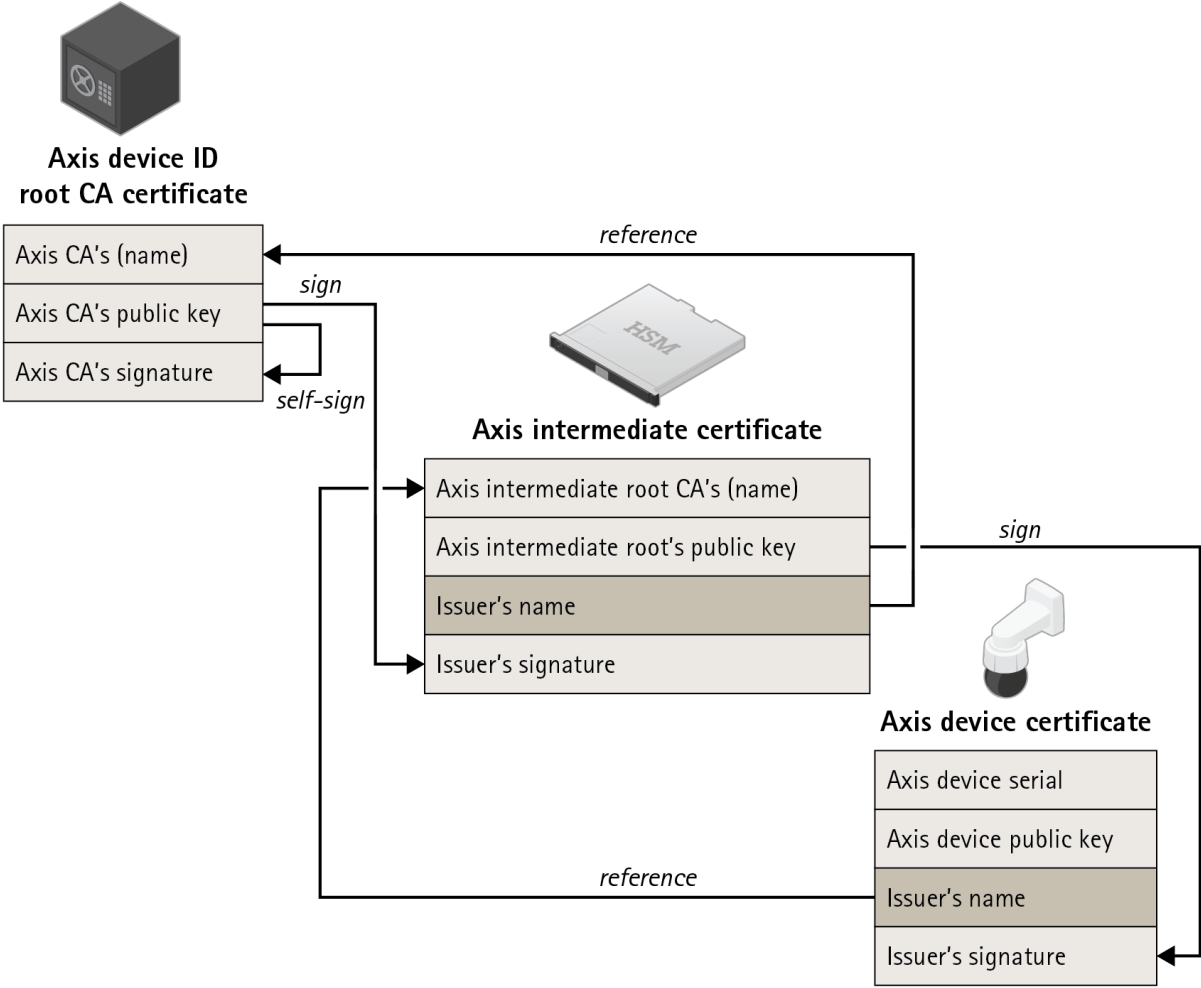 Axis device ID
root CA certificate
Axis CA's (name)
Axis CA's public key
Axis CA's signature
reference
sign
self-sign
HSM
Axis intermediate certificate
Axis intermediate root CA's (name)
Axis intermediate root's public key
Issuer's name
Issuer's signature
sign
Axis device certificate
Axis device serial
Axis device public key
Issuer's name
Issuer's signature
reference